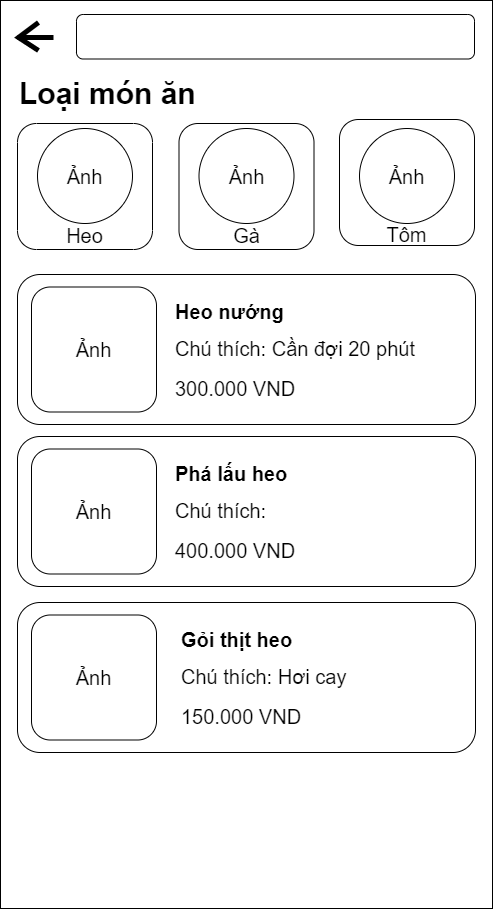 Loại món ăn
Ảnh
Ảnh
Ảnh
Heo
Gà
Tôm
Ảnh
Heo nướng
Chú thích: Cần đợi 20 phút
300.000 VND
Ảnh
Phá lấu heo
Chú thích:
400.000 VND
Ảnh
Gỏi thịt heo
Chú thích: Hơi cay
150.000 VND